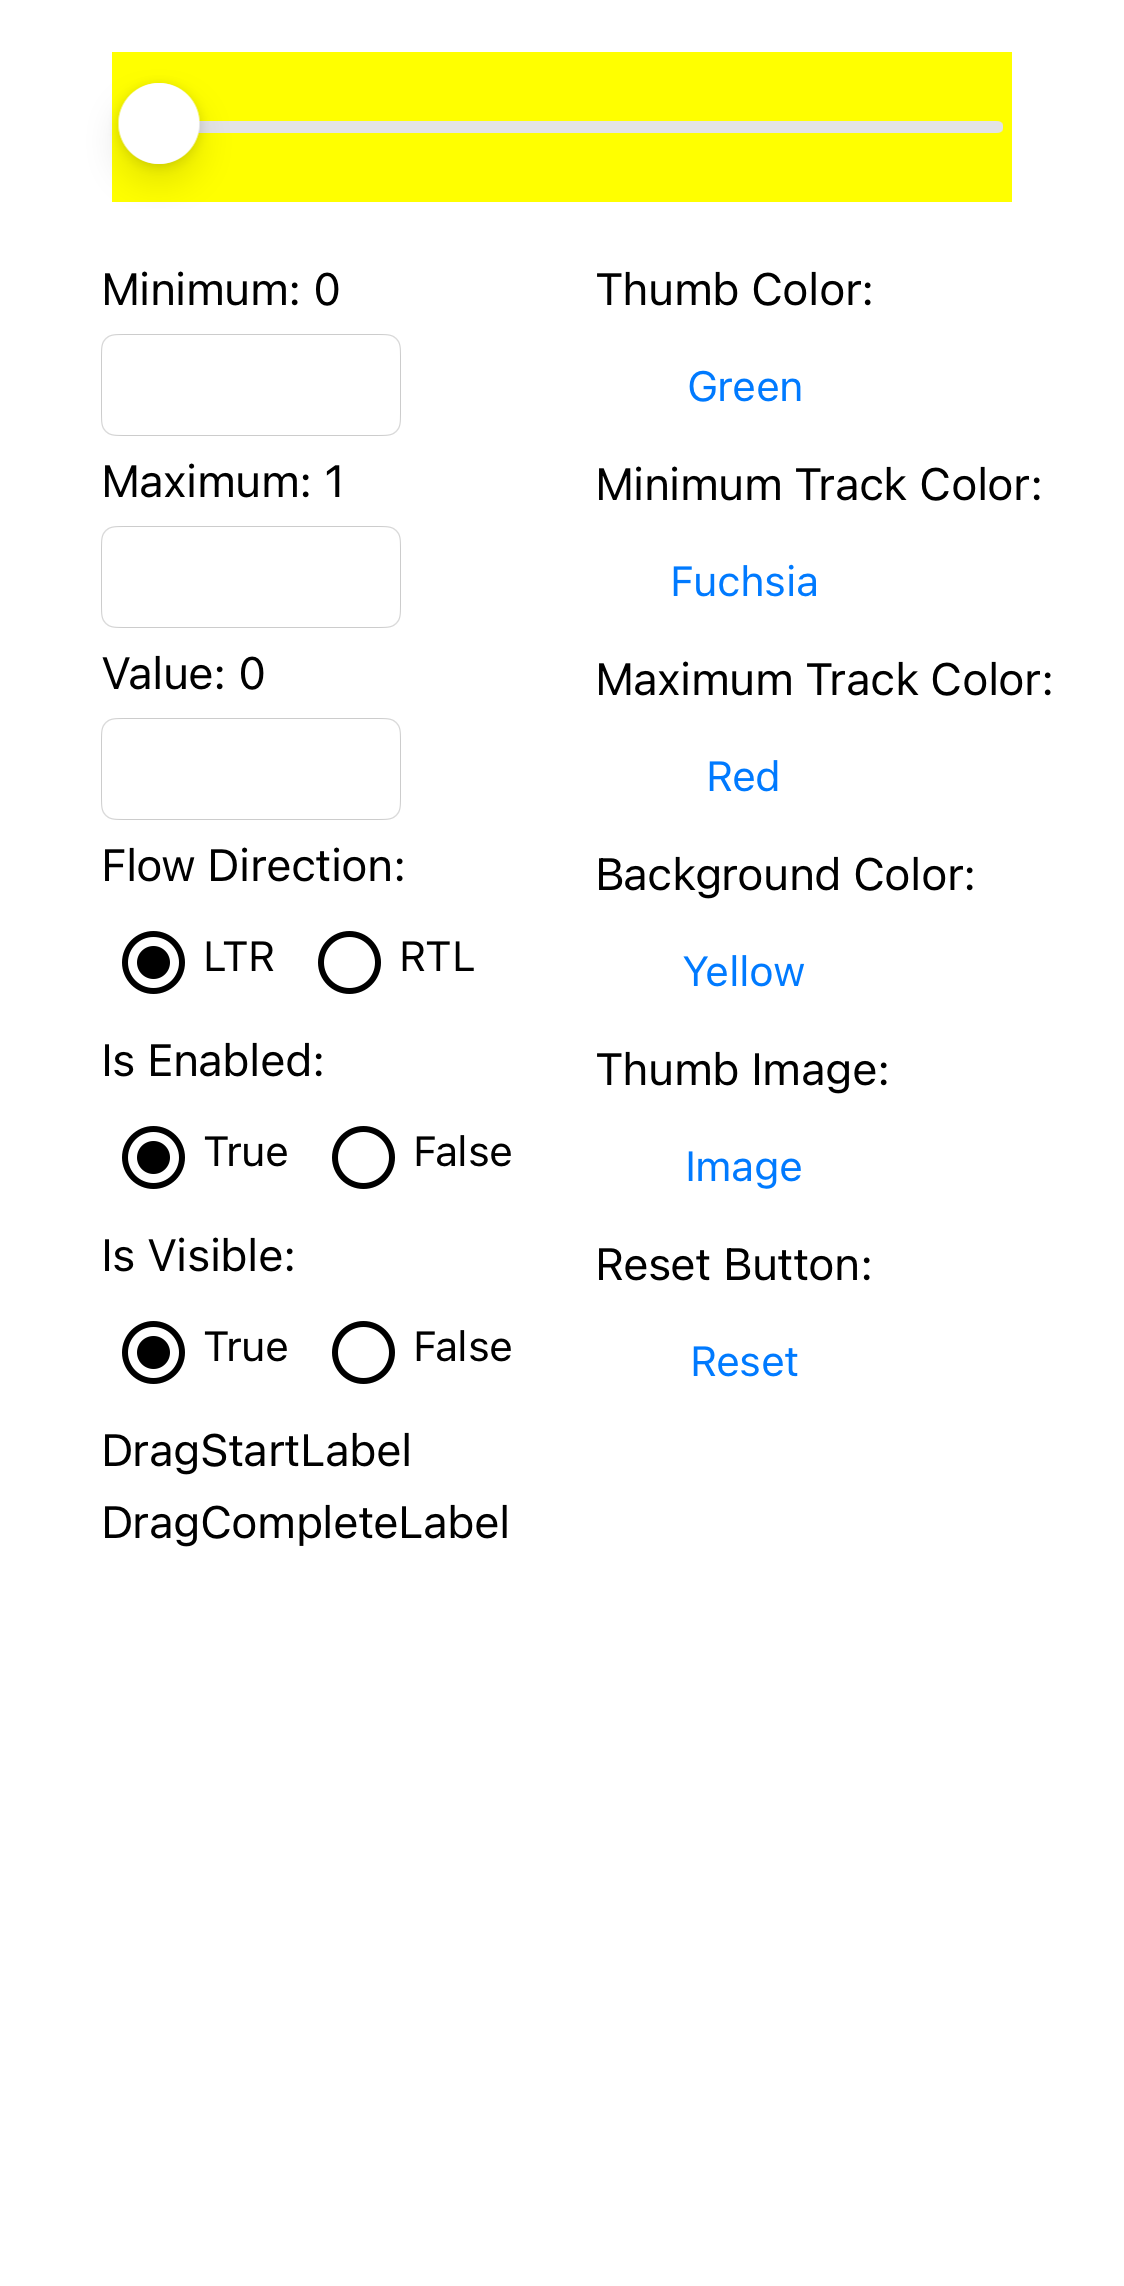 Minimum: 0
Maximum: 1
Value: 0
Flow Direction:
LTR RTL
Is Enabled:
True False
Is Visible:
True False
DragStartLabel
DragCompleteLabel
Thumb Color:
Green
Minimum Track Color:
Fuchsia
Maximum Track Color:
Red
Background Color:
Yellow
Thumb Image:
Image
Reset Button:
Reset